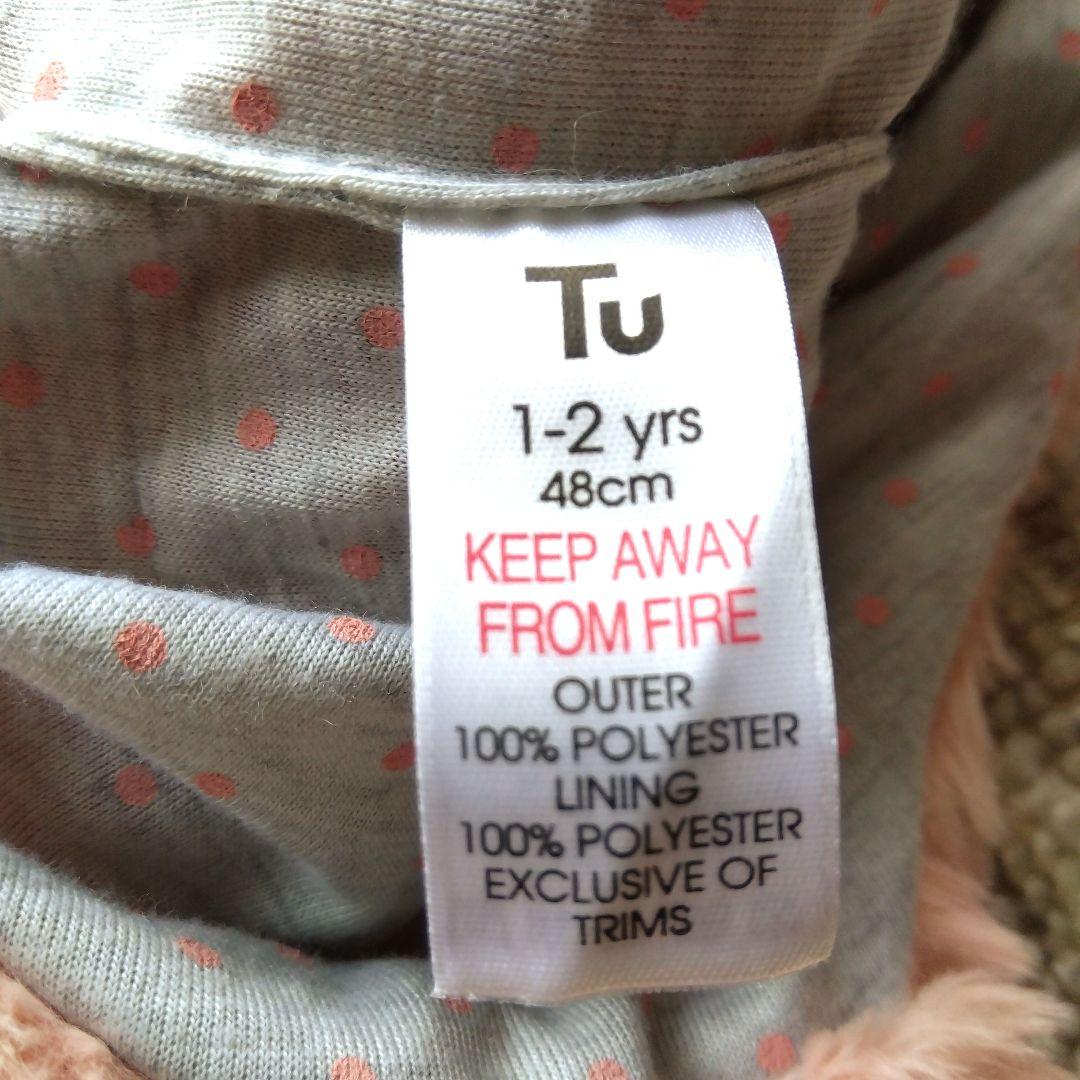 Tu
1-2 yrs
48cm
KEEP AWAY
FROM FIRE
OUTER
100% POLYESTER
LINING
100% POLYESTER
EXCLUSIVE OF
TRIMS